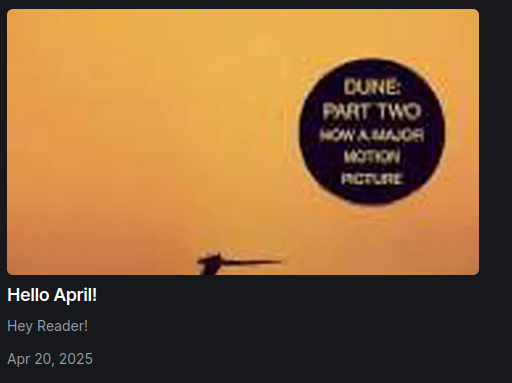 DUNE:
PART TWO
NOW A MAJOR
MOTION
PICTURE
Hello April!
Hey Reader!
Apr 20, 2025